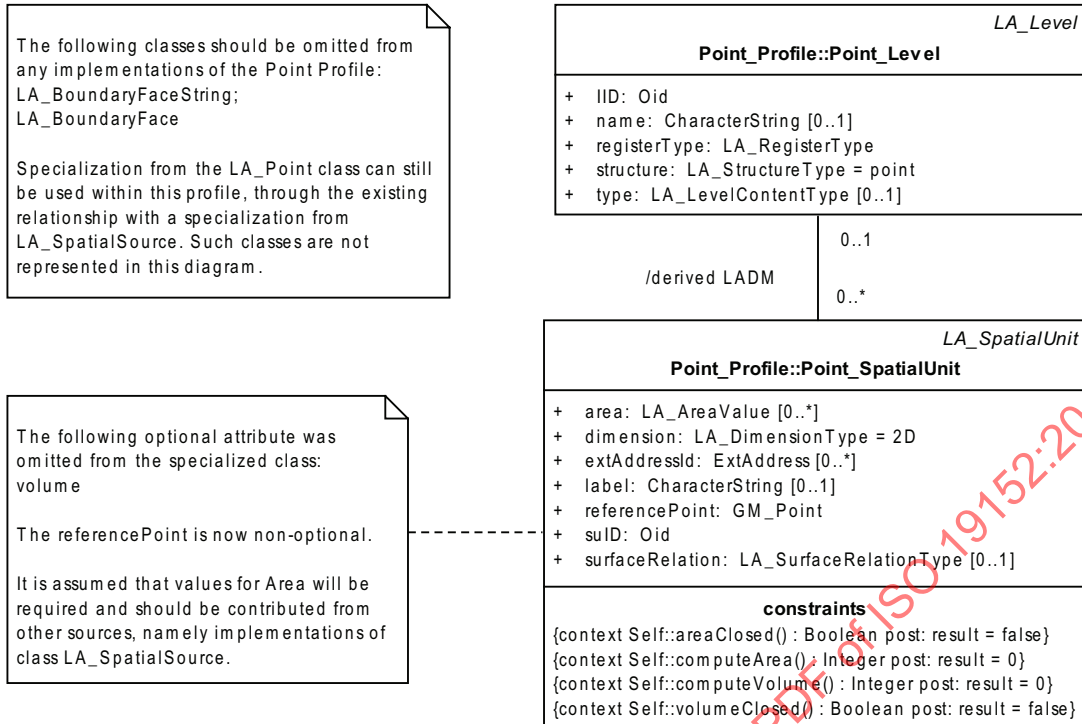 The following classes should be omitted from
any implementations of the Point Profile:
LA_BoundaryFaceString;
LA_BoundaryFace
Specialization from the LA_Point class can still
be used within this profile, through the existing
relationship with a specialization from
LA_SpatialSource. Such classes are not
represented in this diagram.
LA_Level
Point_Profile::Point_Level
+ lID: Oid
+ name: CharacterString [0..1]
+ registerType: LA_RegisterType
+ structure: LA_StructureType = point
+ type: LA_LevelContentType [0..1]
0..1
/derived LADM
0..*
The following optional attribute was
omitted from the specialized class:
volume
The referencePoint is now non-optional.
It is assumed that values for Area will be
required and should be contributed from
other sources, namely implementations of
class LA_SpatialSource.
LA_SpatialUnit
Point_Profile::Point_SpatialUnit
+ area: LA_AreaValue [0..*]
+ dimension: LA_DimensionType = 2D
+ extAddressId: ExtAddress [0..*]
+ label: CharacterString [0..1]
+ referencePoint: GM_Point
+ suID: Oid
+ surfaceRelation: LA_SurfaceRelationType [0..1]
constraints
{context Self::areaClosed() : Boolean post: result = false}
{context Self::computeArea() : Integer post: result = 0}
{context Self::computeVolume() : Integer post: result = 0}
{context Self::volumeClosed() : Boolean post: result = false}
PDF of ISO 19152:20